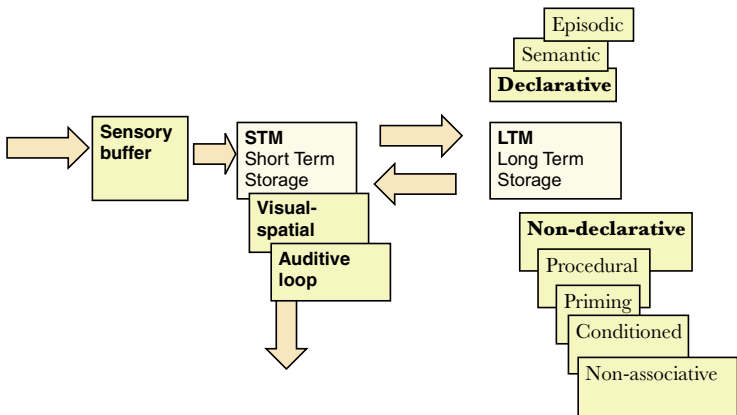 Episodic
Semantic
Declarative
Sensory
buffer
STM
Short Term
Storage
Visual-
spatial
Auditive
loop
LTM
Long Term
Storage
Non-declarative
Procedural
Priming
Conditioned
Non-associative